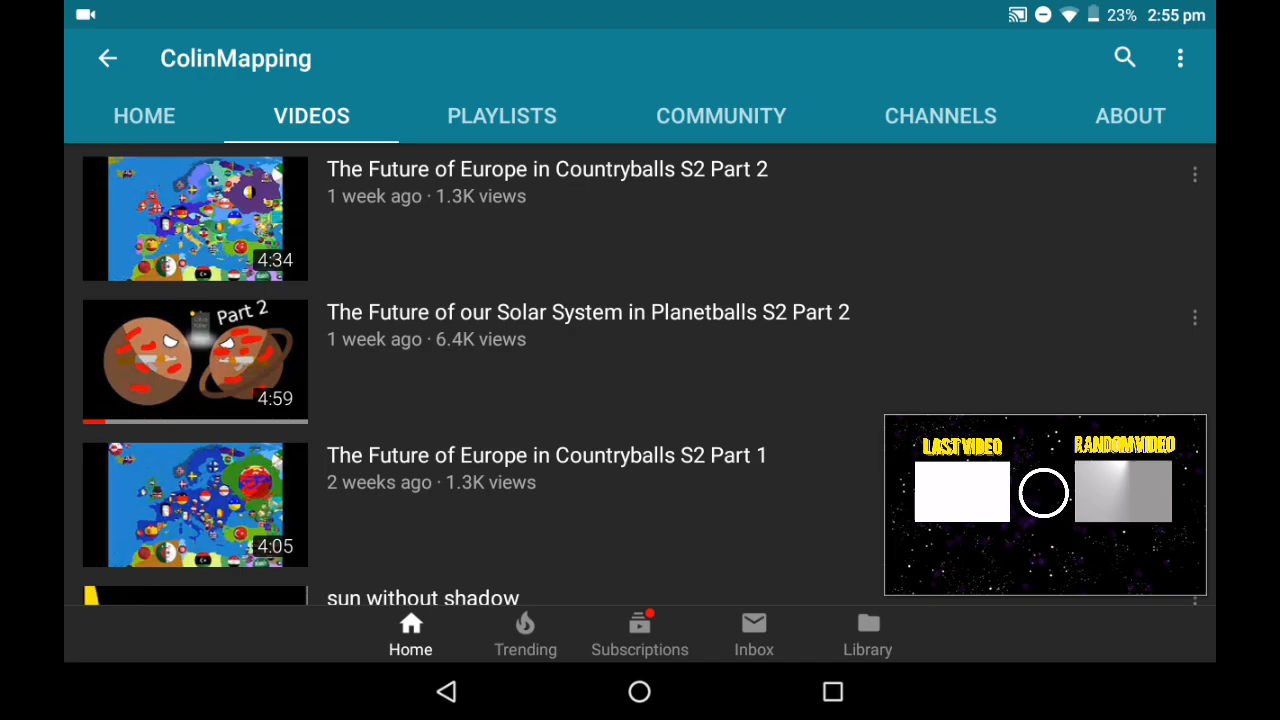 23% 2:55 pm
ColinMapping
HOME VIDEOS PLAYLISTS COMMUNITY CHANNELS ABOUT
The Future of Europe in Countryballs S2 Part 2
1 week ago · 1.3K views
4:34
Part 2
The Future of our Solar System in Planetballs S2 Part 2
1 week ago · 6.4K views
4:59
The Future of Europe in Countryballs S2 Part 1
2 weeks ago · 1.3K views
4:05
LAST VIDEO RANDOM VIDEO
sun without shadow
Home Trending Subscriptions Inbox Library